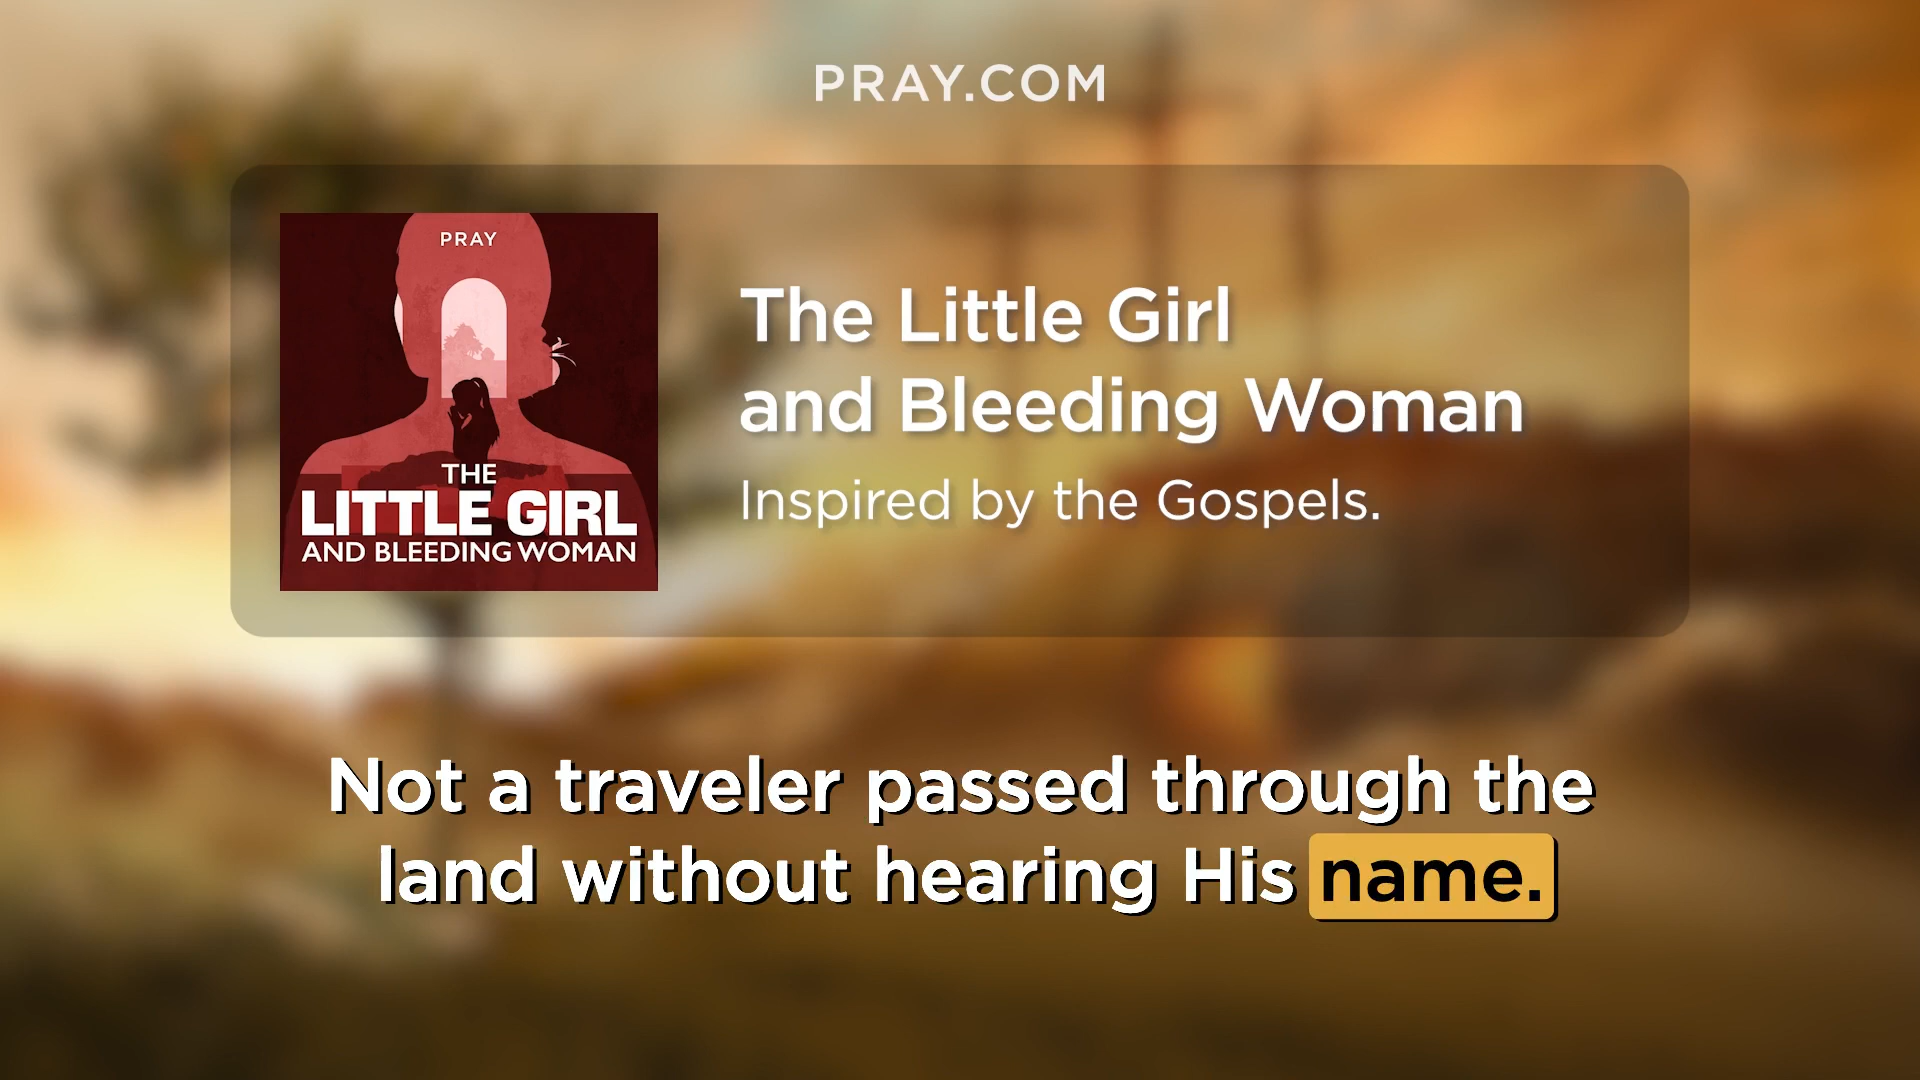 PRAY.COM
PRAY
THE
LITTLE GIRL
AND BLEEDING WOMAN
The Little Girl
and Bleeding Woman
Inspired by the Gospels.
Not a traveler passed through the
land without hearing His name.